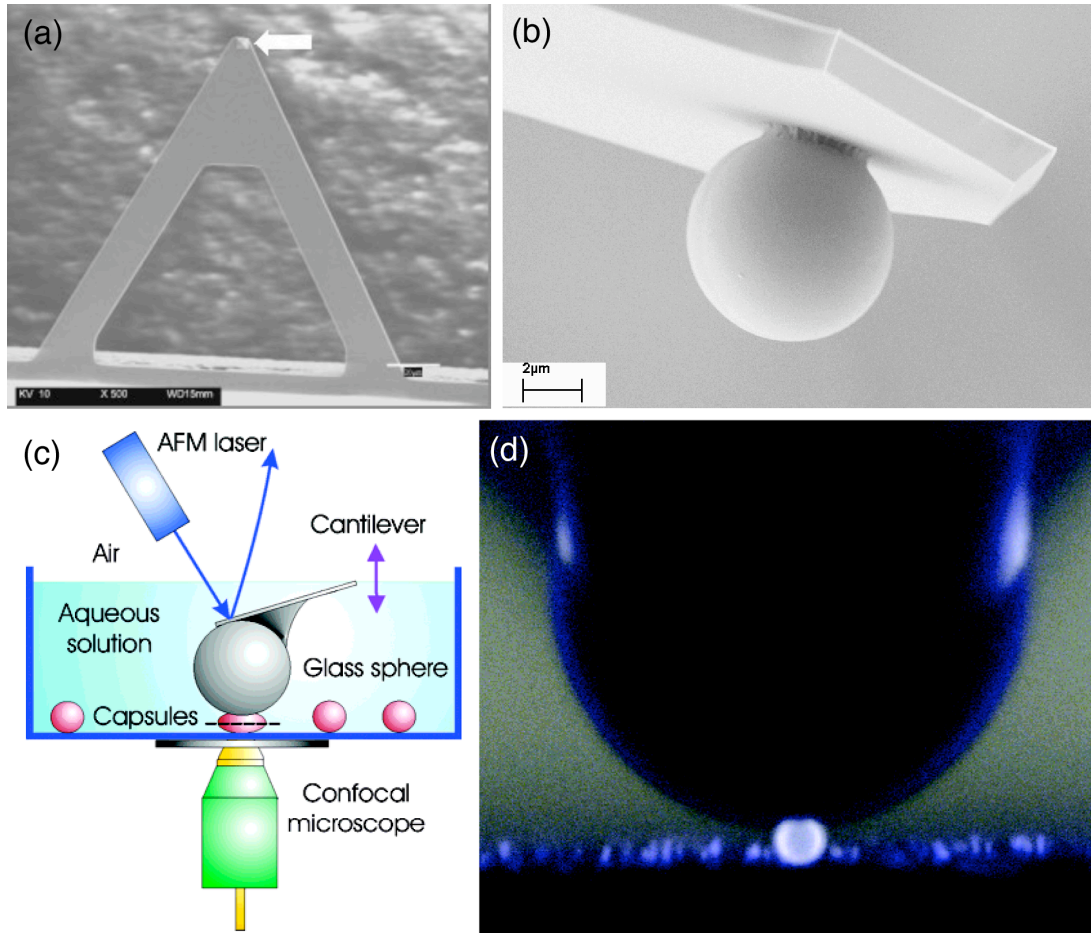 (a)
KV 10 X 500 WD15mm
(b)
2μm
(c)
AFM laser
Cantilever
Air
Aqueous
solution
Glass sphere
Capsules
Confocal
microscope
(d)